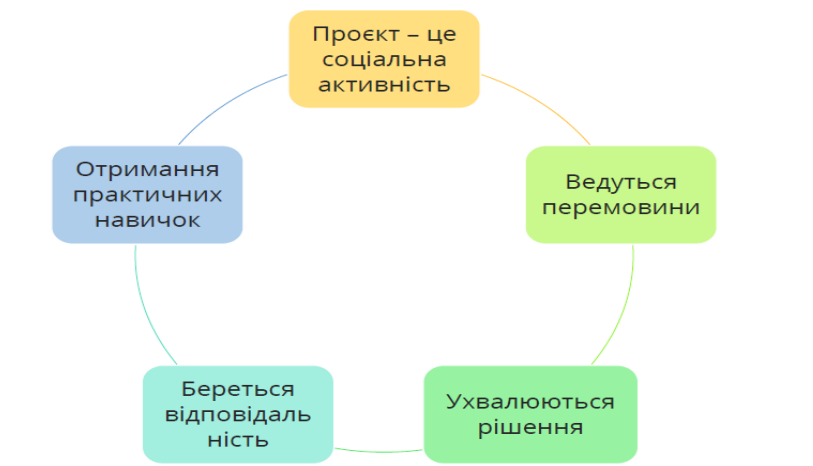 Проєкт – це
соціальна
активність
Ведуться
перемовини
Ухвалюються
рішення
Береться
відповідаль
ність
Отримання
практичних
навичок